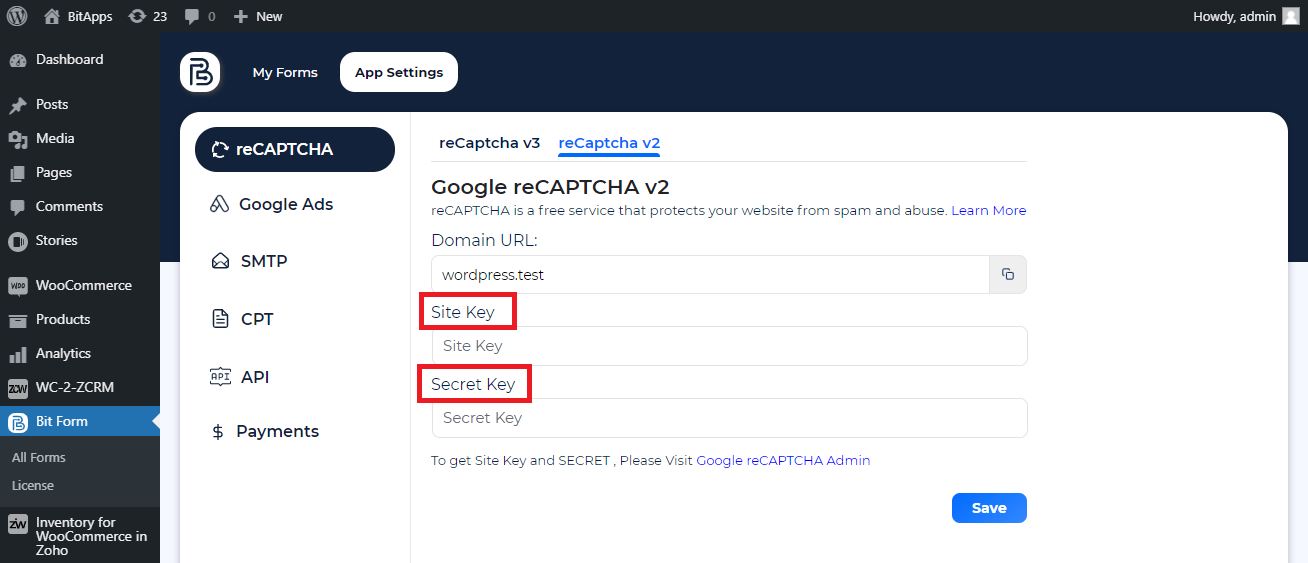 BitApps 23 0 New Howdy, admin
Dashboard
Posts
Media
Pages
Comments
Stories
WooCommerce
Products
Analytics
WC-2-ZCRM
Bit Form
All Forms
License
Inventory for
WooCommerce in
Zoho
My Forms App Settings
reCAPTCHA
Google Ads
SMTP
CPT
API API
$ Payments
reCaptcha v3 reCaptcha v2
Google reCAPTCHA v2
reCAPTCHA is a free service that protects your website from spam and abuse. Learn More
Domain URL:
wordpress.test
Site Key
Site Key
Secret Key
Secret Key
To get Site Key and SECRET , Please Visit Google reCAPTCHA Admin
Save